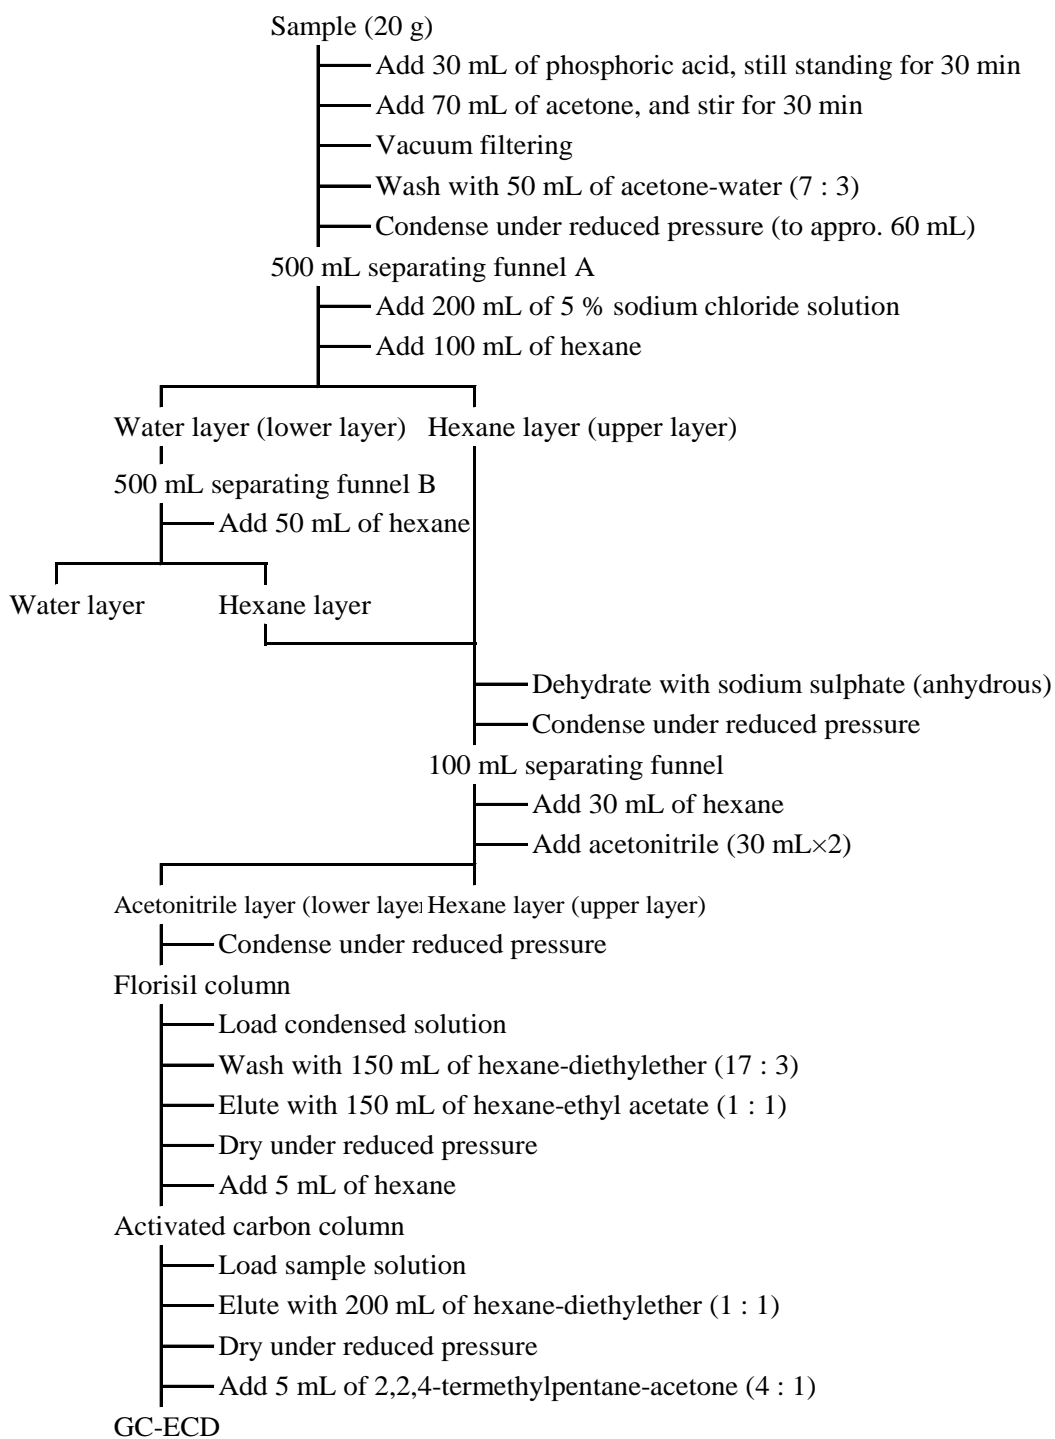 Sample (20 g)
Add 30 mL of phosphoric acid, still standing for 30 min
Add 70 mL of acetone, and stir for 30 min
Vacuum filtering
Wash with 50 mL of acetone-water (7 : 3)
Condense under reduced pressure (to appro. 60 mL)
500 mL separating funnel A
Add 200 mL of 5 % sodium chloride solution
Add 100 mL of hexane
Water layer (lower layer) Hexane layer (upper layer)
500 mL separating funnel B
Add 50 mL of hexane
Water layer Hexane layer
Dehydrate with sodium sulphate (anhydrous)
Condense under reduced pressure
100 mL separating funnel
Add 30 mL of hexane
Add acetonitrile (30 mL×2)
Acetonitrile layer (lower laye Hexane layer (upper layer)
Condense under reduced pressure
Florisil column
Load condensed solution
Wash with 150 mL of hexane-diethylether (17 : 3)
Elute with 150 mL of hexane-ethyl acetate (1 : 1)
Dry under reduced pressure
Add 5 mL of hexane
Activated carbon column
Load sample solution
Elute with 200 mL of hexane-diethylether (1 : 1)
Dry under reduced pressure
Add 5 mL of 2,2,4-termethylpentane-acetone (4 : 1)
GC-ECD